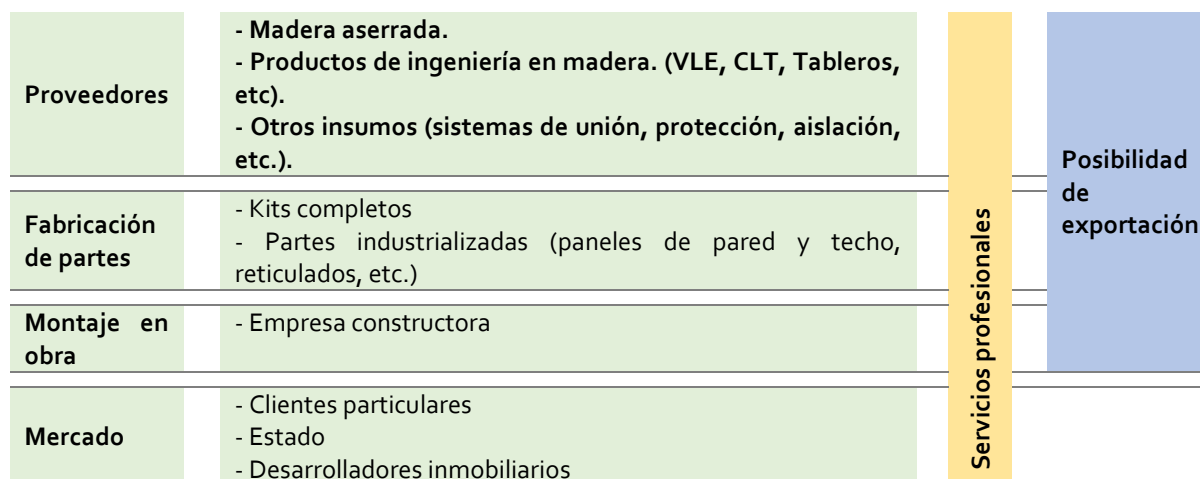 Proveedores
- Madera aserrada.
- Productos de ingeniería en madera. (VLE, CLT, Tableros,
etc).
- Otros insumos (sistemas de unión, protección, aislación,
etc.).
Fabricación
de partes
- Kits completos
- Partes industrializadas (paneles de pared y techo,
reticulados, etc.)
Montaje en
obra
- Empresa constructora
Mercado
- Clientes particulares
- Estado
- Desarrolladores inmobiliarios
Servicios profesionales
Posibilidad
de
exportación